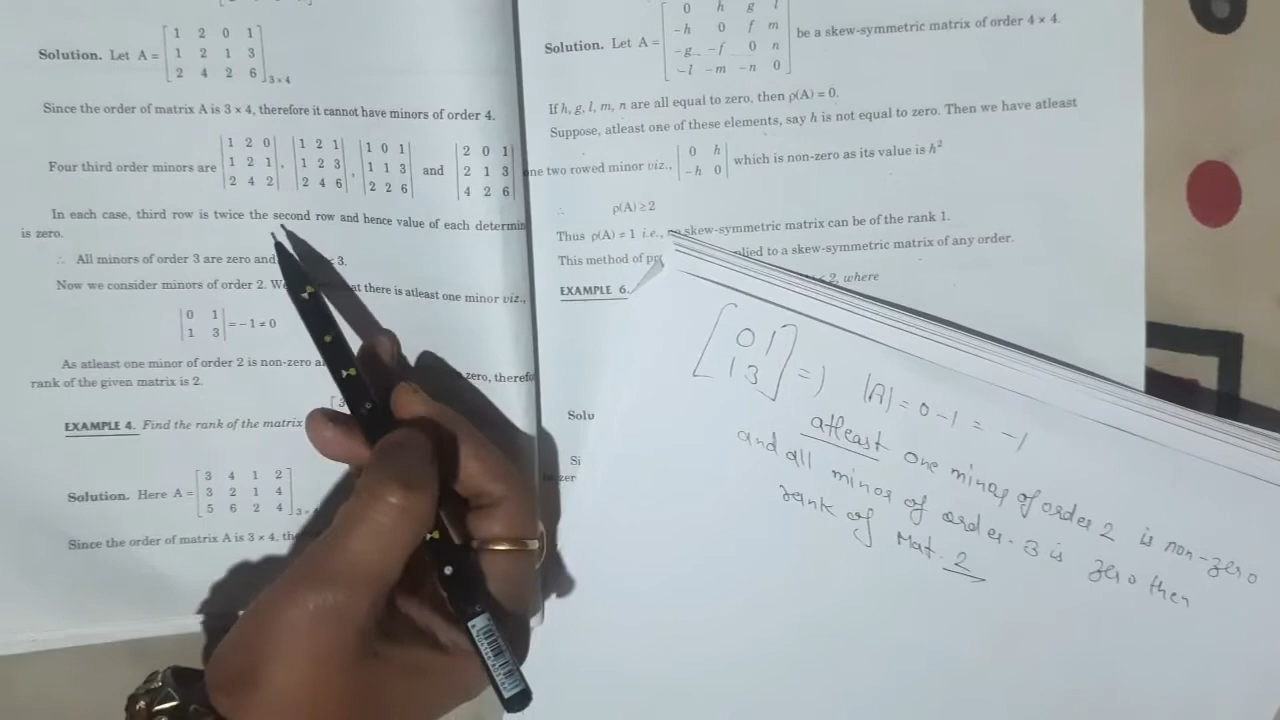 Solution. Let A = [1 2 0 1
1 2 1 3
2 4 2 6]3×4
Since the order of matrix A is 3 × 4, therefore it cannot have minors of order 4.
Four third order minors are |1 2 0
1 2 1
2 4 2|, |1 2 1
1 2 3
2 4 6|, |1 0 1
1 1 3
2 2 6| and |2 0 1
2 1 3
4 2 6|
In each case, third row is twice the second row and hence value of each determin
is zero.
∴ All minors of order 3 are zero and < 3.
Now we consider minors of order 2. We at there is atleast one minor viz.,
|0 1
1 3| = – 1 ≠ 0
As atleast one minor of order 2 is non-zero a zero, therefo
rank of the given matrix is 2.
EXAMPLE 4. Find the rank of the matrix [3
Solution. Here A = [3 4 1 2
3 2 1 4
5 6 2 4]3×
Since the order of matrix A is 3 × 4, th
Solution. Let A = [0 h g l
–h 0 f m
–g –f 0 n
–l –m –n 0] be a skew-symmetric matrix of order 4 × 4.
If h, g, l, m, n are all equal to zero, then ρ(A) = 0.
Suppose, atleast one of these elements, say h is not equal to zero. Then we have atleast
one two rowed minor viz., |0 h
–h 0| which is non-zero as its value is h²
∴ ρ(A) ≥ 2
Thus ρ(A) ≠ 1 i.e., no skew-symmetric matrix can be of the rank 1.
This method of pr plied to a skew-symmetric matrix of any order.
EXAMPLE 6. 2, where
Solu
Si
zer
[0 1
1 3] ⇒ |A| = 0 – 1 = –1
atleast one minor of order 2 is non-zero
and all minor of order 3 is zero then
rank of Mat. 2